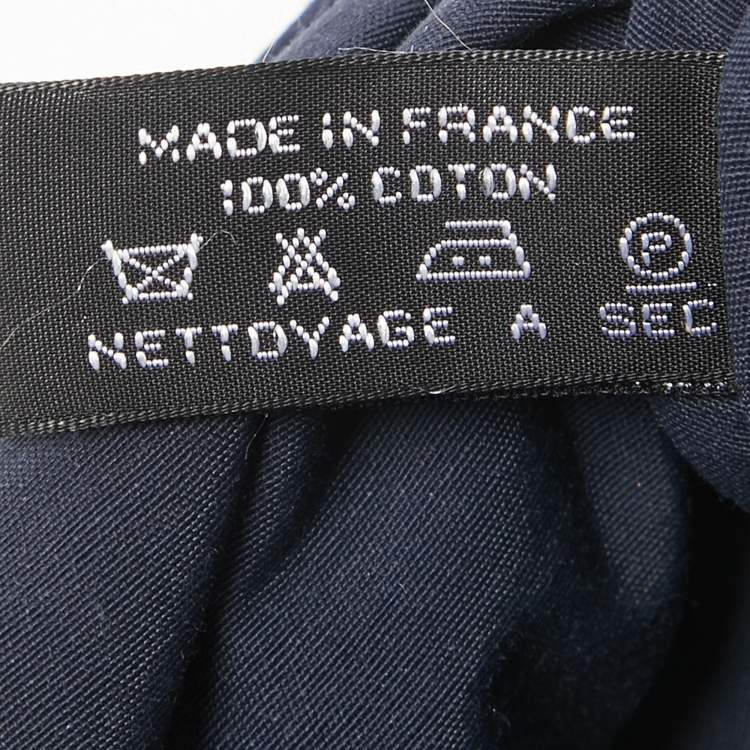 MADE IN FRANCE
100% COTON
P
NETTOYAGE A SEC